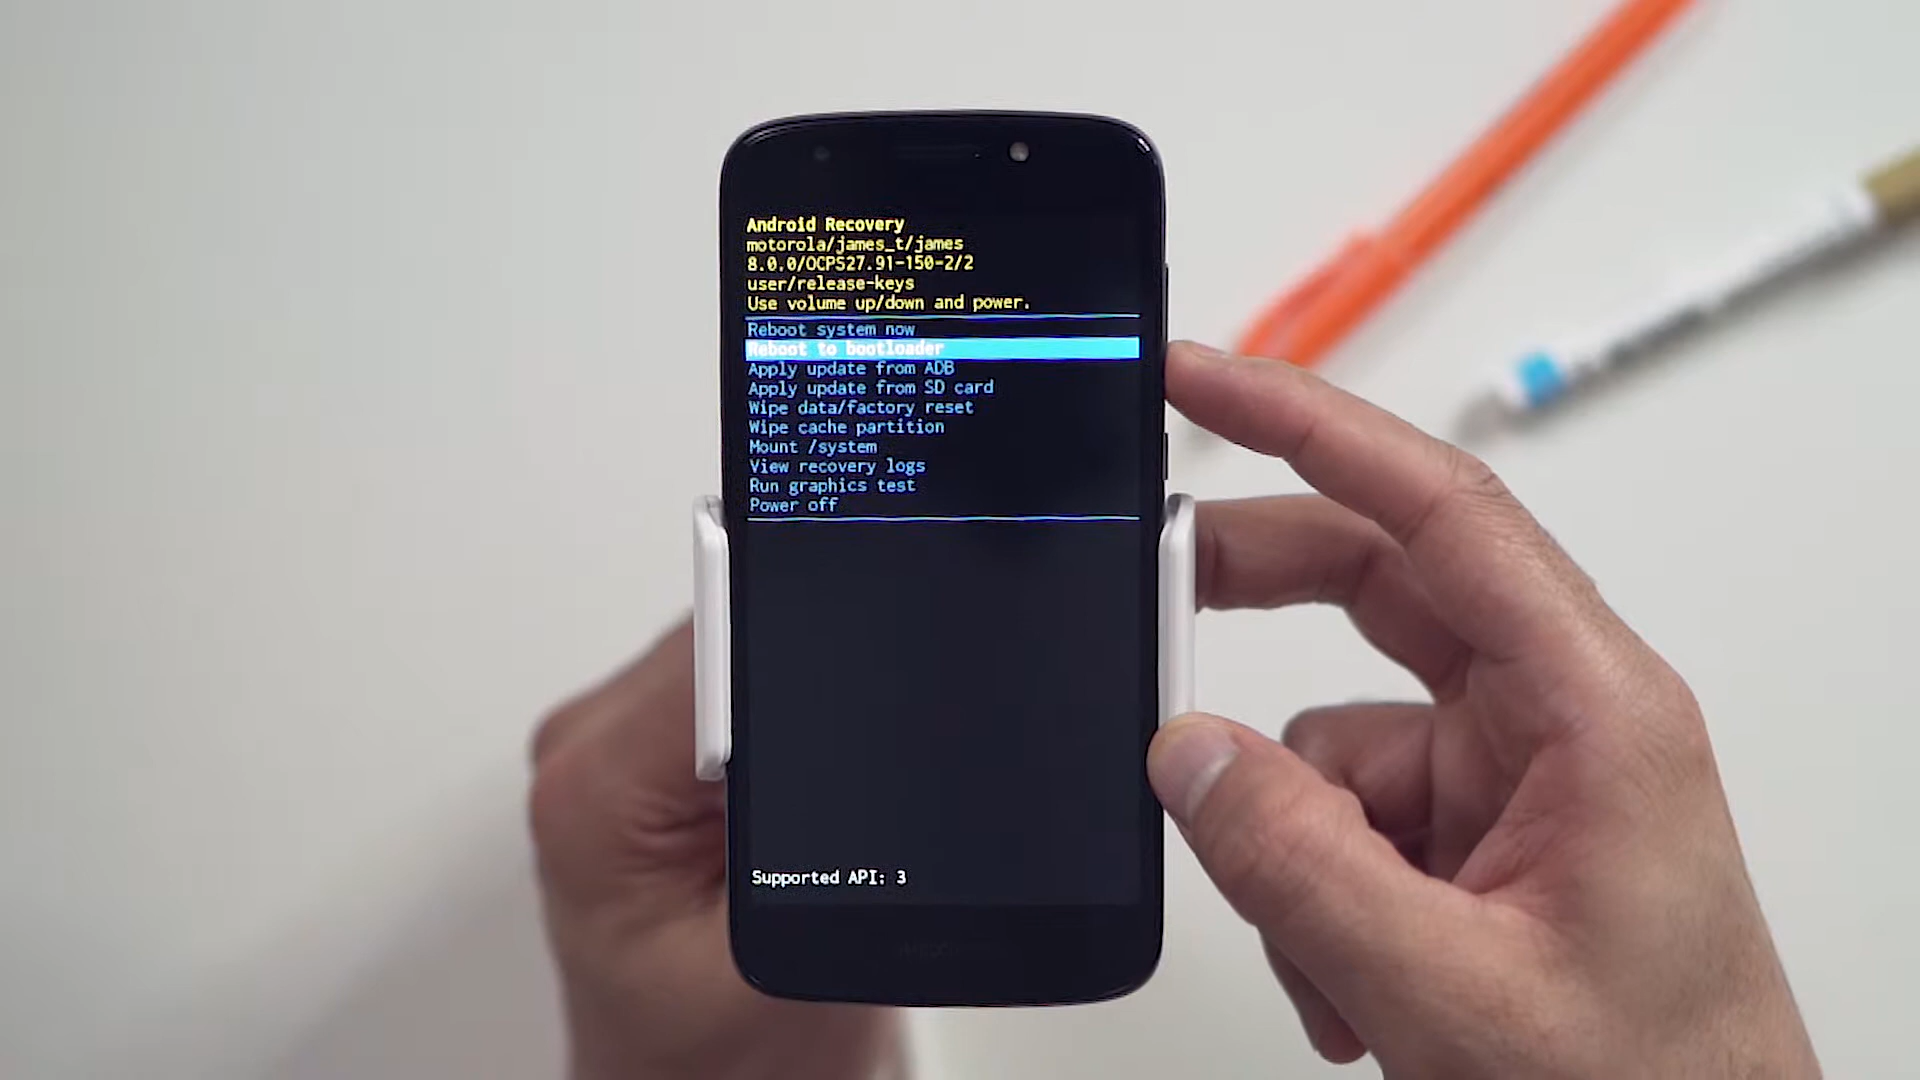 Android Recovery
motorola/james_t/james
8.0.0/OCPS27.91-150-2/2
user/release-keys
Use volume up/down and power.
Reboot system now
Reboot to bootloader
Apply update from ADB
Apply update from SD card
Wipe data/factory reset
Wipe cache partition
Mount /system
View recovery logs
Run graphics test
Power off
Supported API: 3